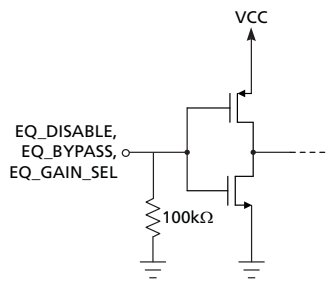 VCC
EQ_DISABLE,
EQ_BYPASS,
EQ_GAIN_SEL
100kΩ